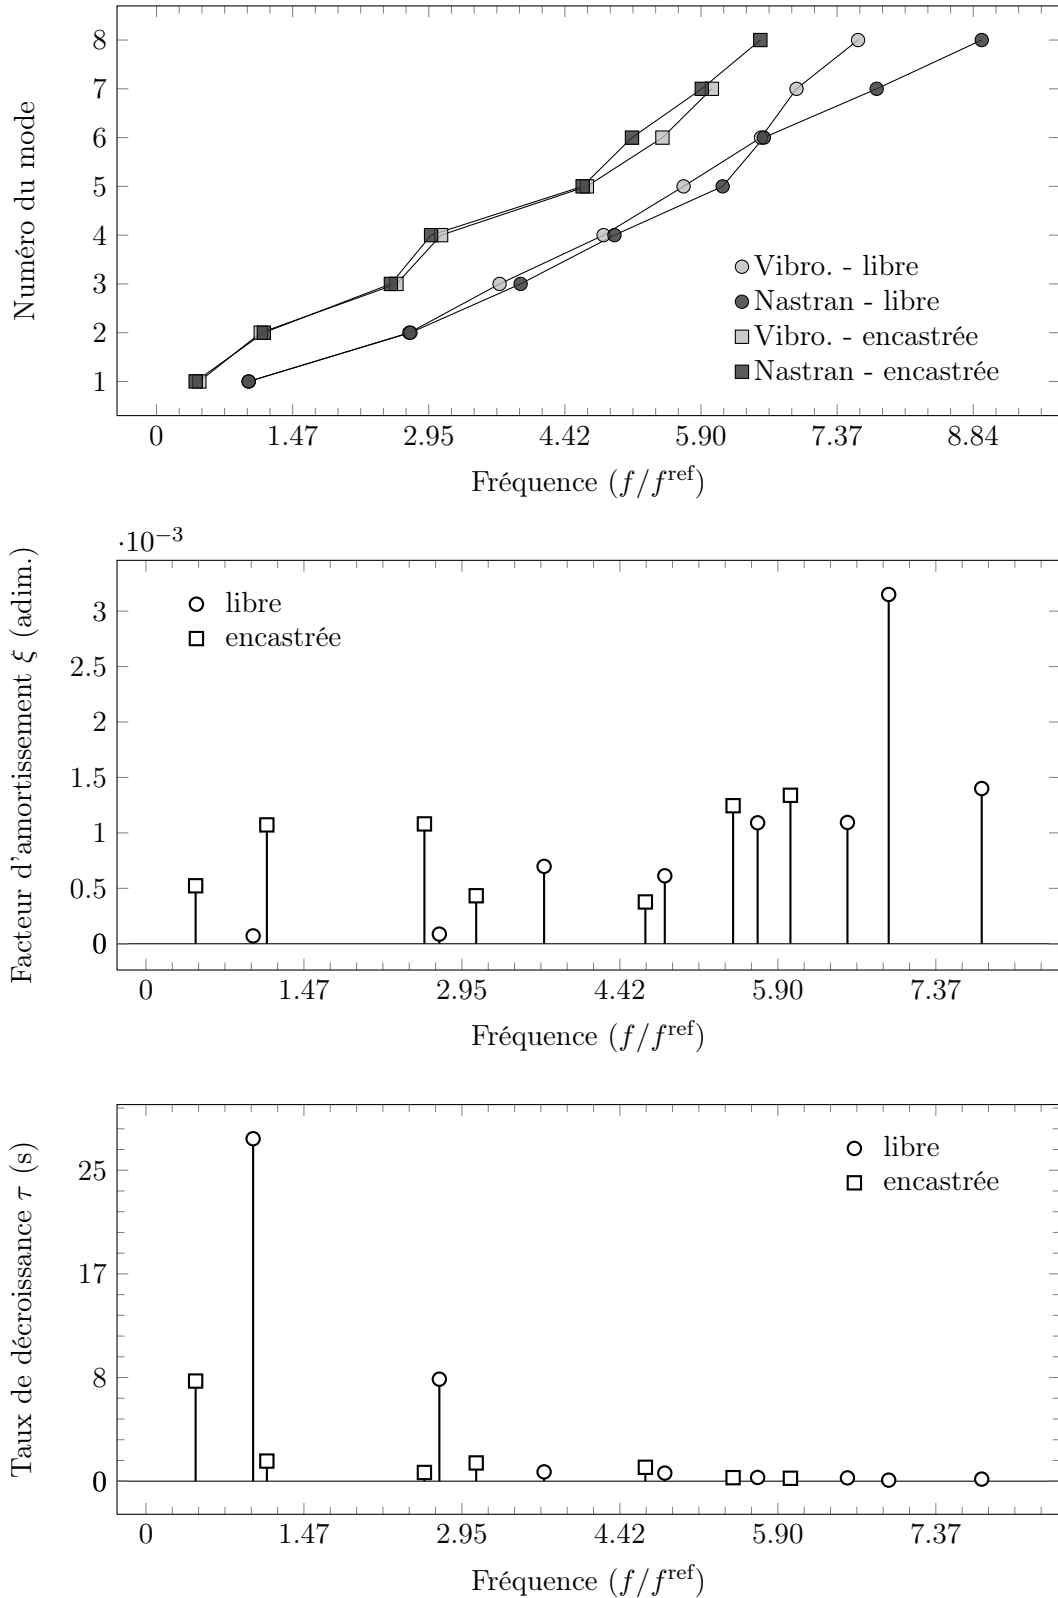 8
7
6
5
4
3
2
1
Numéro du mode
Vibro. - libre
Nastran - libre
Vibro. - encastrée
Nastran - encastrée
0 1.47 2.95 4.42 5.90 7.37 8.84
Fréquence (f/f^ref)
·10^−3
3
2.5
2
1.5
1
0.5
0
Facteur d'amortissement ξ (adim.)
libre
encastrée
0 1.47 2.95 4.42 5.90 7.37
Fréquence (f/f^ref)
25
17
8
0
Taux de décroissance τ (s)
libre
encastrée
0 1.47 2.95 4.42 5.90 7.37
Fréquence (f/f^ref)